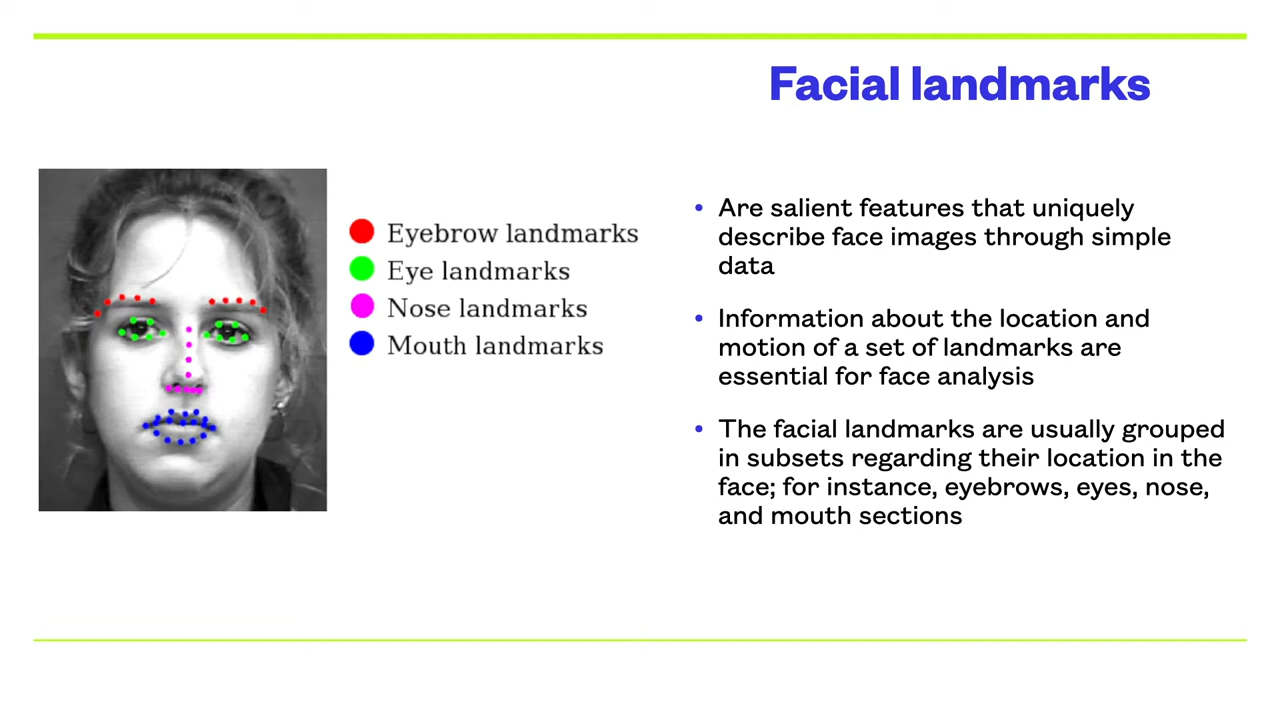 Facial landmarks
Eyebrow landmarks
Eye landmarks
Nose landmarks
Mouth landmarks
• Are salient features that uniquely
describe face images through simple
data
• Information about the location and
motion of a set of landmarks are
essential for face analysis
• The facial landmarks are usually grouped
in subsets regarding their location in the
face; for instance, eyebrows, eyes, nose,
and mouth sections